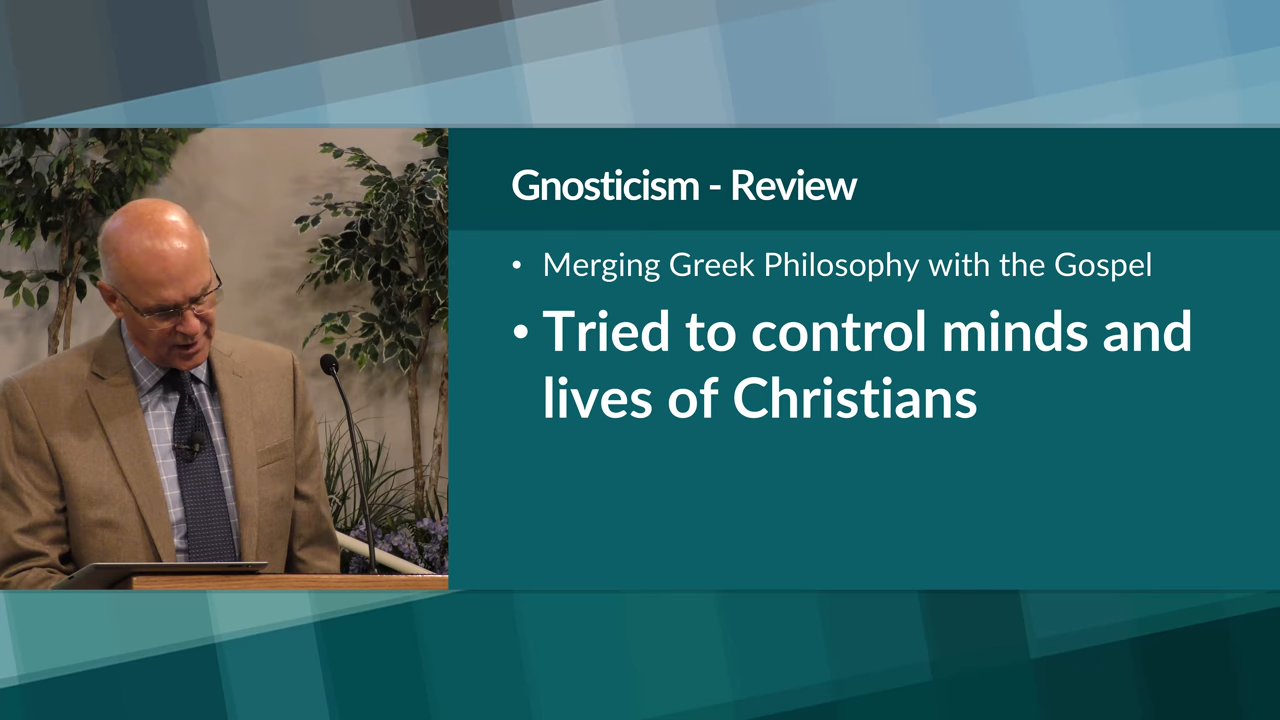 Gnosticism - Review
• Merging Greek Philosophy with the Gospel
• Tried to control minds and
lives of Christians